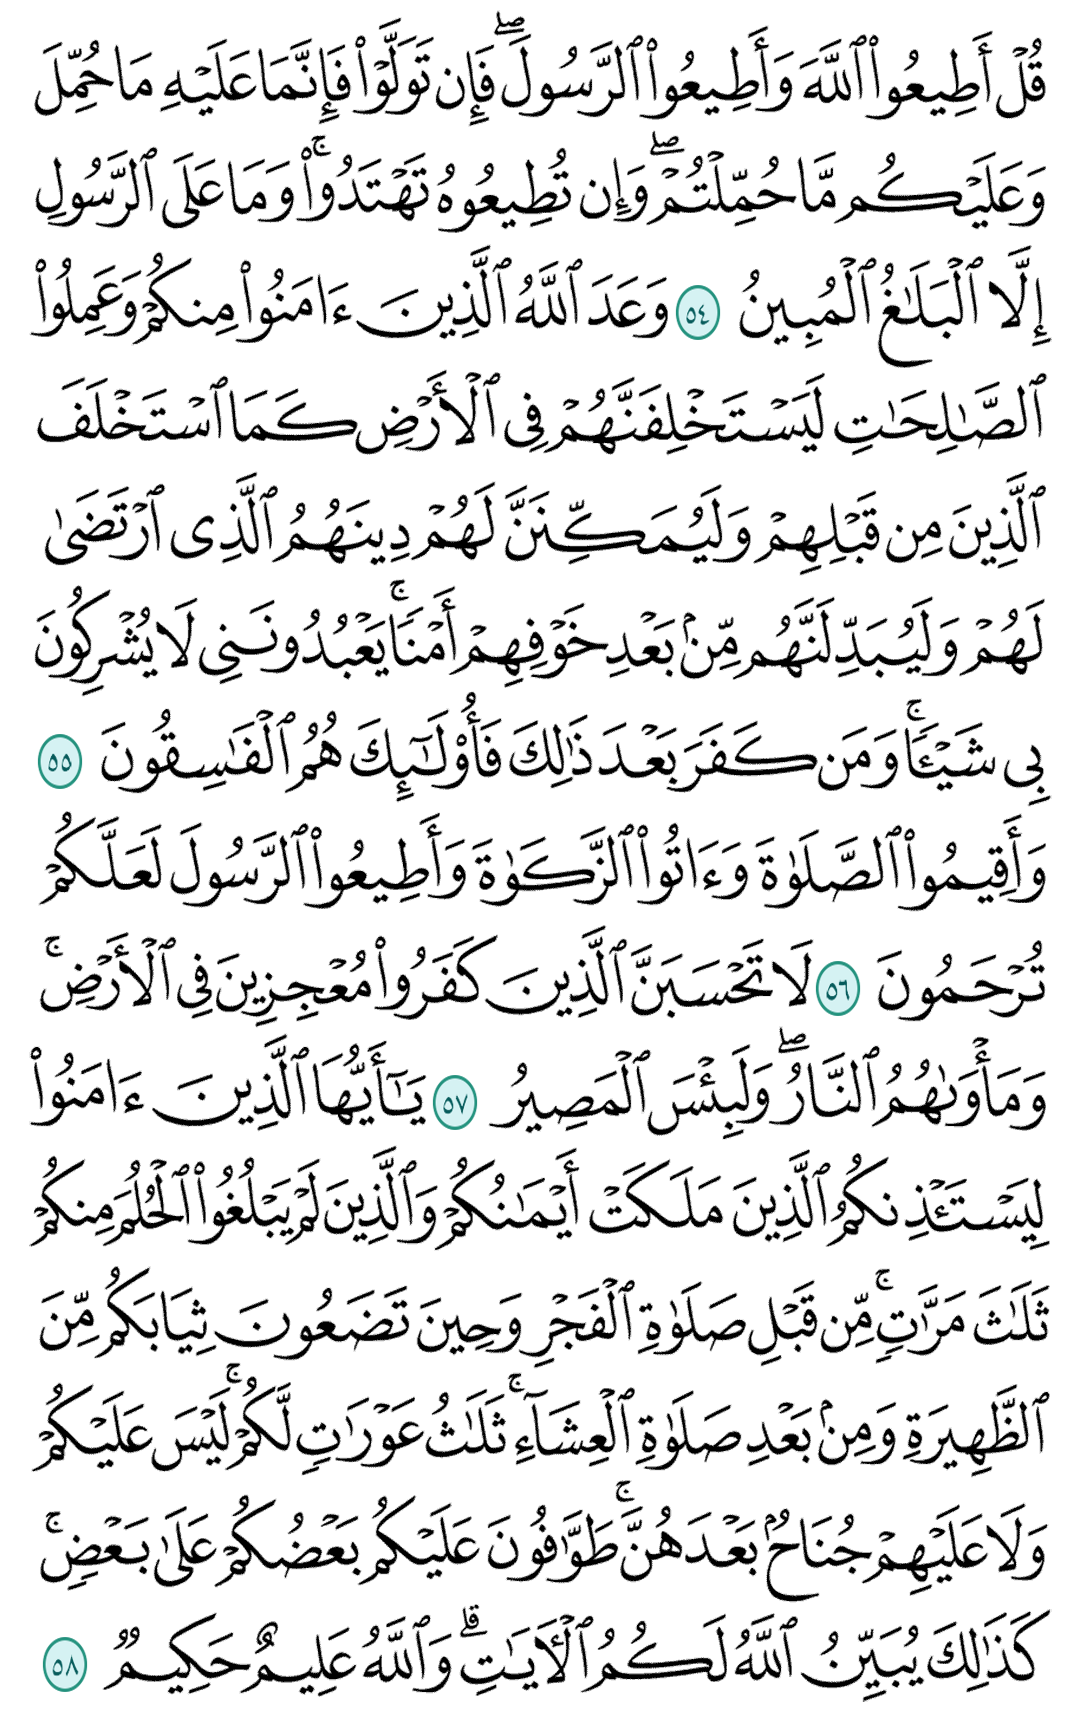 قُلۡ أَطِيعُواْ ٱللَّهَ وَأَطِيعُواْ ٱلرَّسُولَۖ فَإِن تَوَلَّوۡاْ فَإِنَّمَا عَلَيۡهِ مَا حُمِّلَ
وَعَلَيۡكُم مَّا حُمِّلۡتُمۡۖ وَإِن تُطِيعُوهُ تَهۡتَدُواْۚ وَمَا عَلَى ٱلرَّسُولِ
إِلَّا ٱلۡبَلَٰغُ ٱلۡمُبِينُ ٥٤ وَعَدَ ٱللَّهُ ٱلَّذِينَ ءَامَنُواْ مِنكُمۡ وَعَمِلُواْ
ٱلصَّٰلِحَٰتِ لَيَسۡتَخۡلِفَنَّهُمۡ فِي ٱلۡأَرۡضِ كَمَا ٱسۡتَخۡلَفَ
ٱلَّذِينَ مِن قَبۡلِهِمۡ وَلَيُمَكِّنَنَّ لَهُمۡ دِينَهُمُ ٱلَّذِي ٱرۡتَضَىٰ
لَهُمۡ وَلَيُبَدِّلَنَّهُم مِّنۢ بَعۡدِ خَوۡفِهِمۡ أَمۡنٗاۚ يَعۡبُدُونَنِي لَا يُشۡرِكُونَ
بِي شَيۡـٔٗاۚ وَمَن كَفَرَ بَعۡدَ ذَٰلِكَ فَأُوْلَٰٓئِكَ هُمُ ٱلۡفَٰسِقُونَ ٥٥
وَأَقِيمُواْ ٱلصَّلَوٰةَ وَءَاتُواْ ٱلزَّكَوٰةَ وَأَطِيعُواْ ٱلرَّسُولَ لَعَلَّكُمۡ
تُرۡحَمُونَ ٥٦ لَا تَحۡسَبَنَّ ٱلَّذِينَ كَفَرُواْ مُعۡجِزِينَ فِي ٱلۡأَرۡضِۚ
وَمَأۡوَىٰهُمُ ٱلنَّارُۖ وَلَبِئۡسَ ٱلۡمَصِيرُ ٥٧ يَٰٓأَيُّهَا ٱلَّذِينَ ءَامَنُواْ
لِيَسۡتَـٔۡذِنكُمُ ٱلَّذِينَ مَلَكَتۡ أَيۡمَٰنُكُمۡ وَٱلَّذِينَ لَمۡ يَبۡلُغُواْ ٱلۡحُلُمَ مِنكُمۡ
ثَلَٰثَ مَرَّٰتٖۚ مِّن قَبۡلِ صَلَوٰةِ ٱلۡفَجۡرِ وَحِينَ تَضَعُونَ ثِيَابَكُم مِّنَ
ٱلظَّهِيرَةِ وَمِنۢ بَعۡدِ صَلَوٰةِ ٱلۡعِشَآءِۚ ثَلَٰثُ عَوۡرَٰتٖ لَّكُمۡۚ لَيۡسَ عَلَيۡكُمۡ
وَلَا عَلَيۡهِمۡ جُنَاحُۢ بَعۡدَهُنَّۚ طَوَّٰفُونَ عَلَيۡكُم بَعۡضُكُمۡ عَلَىٰ بَعۡضٖۚ
كَذَٰلِكَ يُبَيِّنُ ٱللَّهُ لَكُمُ ٱلۡأٓيَٰتِۗ وَٱللَّهُ عَلِيمٌ حَكِيمٞ ٥٨